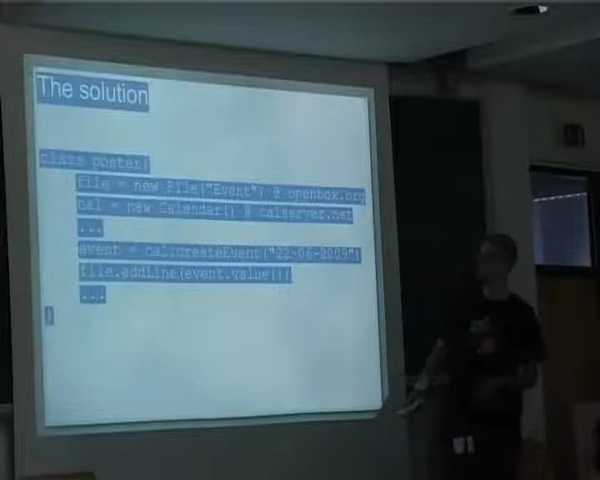 The solution
class poster{
file = new File("Event") @ openbox.org
cal = new Calendar() @ calserver.net
...
event = cal.createEvent("22-06-2009")
file.addLine(event.value())
...
}